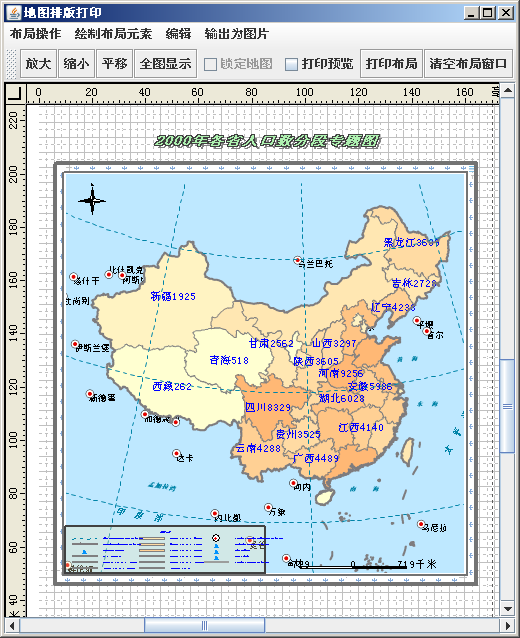 地图排版打印
布局操作 绘制布局元素 编辑 输出为图片
放大 缩小 平移 全图显示 锁定地图 打印预览 打印布局 清空布局窗口
0 20 40 60 80 100 120 140 160
220
200
180
160
140
120
100
80
60
40
2000年各省人口数分段专题图
黑龙江3689
乌兰巴托
吉林2728
新疆1925
辽宁4238
平壤
首尔
甘肃2562
山西3297
伊斯兰堡
青海518
陕西3605
河南9256
西藏262
安徽5986
新德里
湖北6028
四川8329
加德满都
江西4140
贵州3525
云南4288
广西4489
达卡
河内
孟加拉湾
南 海
万象
印 度 洋
内比都
马尼拉
曼谷
719千米